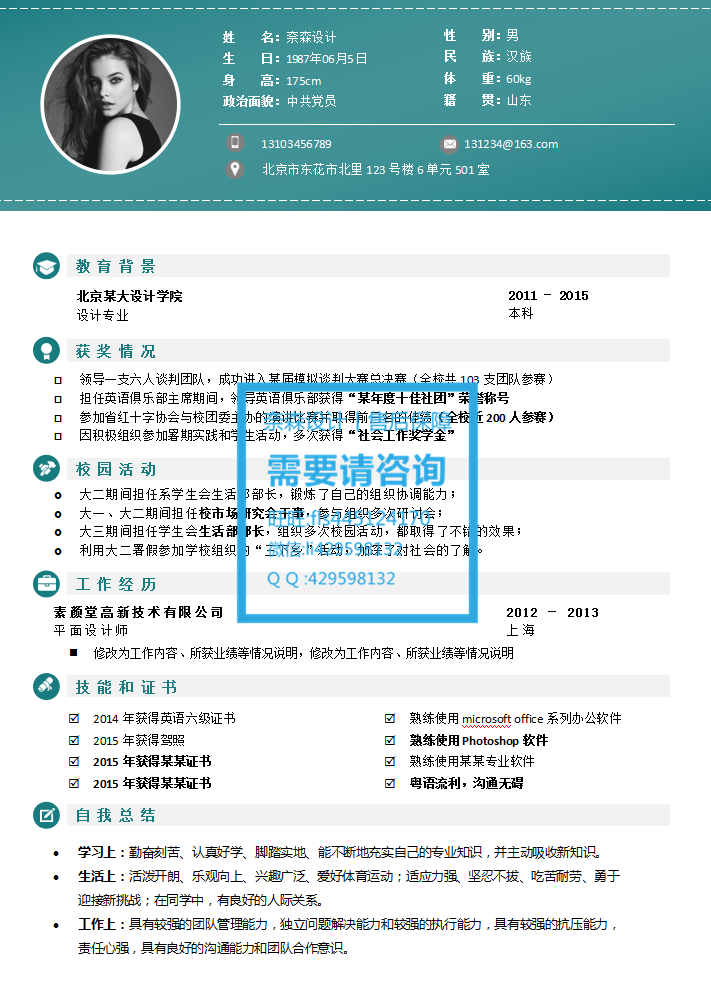 姓 名：奈森设计
性 别：男
生 日：1987年06月5日
民 族：汉族
身 高：175cm
体 重：60kg
政治面貌：中共党员
籍 贯：山东
13103456789
131234@163.com
北京市东花市北里 123 号楼 6 单元 501 室
教育背景
北京某大设计学院
2011 - 2015
设计专业
本科
获奖情况
领导一支六人谈判团队，成功进入某届模拟谈判大赛总决赛（全校共 103 支团队参赛）
担任英语俱乐部主席期间，领导英语俱乐部获得“某年度十佳社团”荣誉称号
参加省红十字协会与校团委主办的演讲比赛并取得前三名的佳绩（全校近 200 人参赛）
因积极组织参加暑期实践和学生活动，多次获得“社会工作奖学金”
奈森设计丨售后保障
需要请咨询
旺旺:fls443124170
微信:li429598132
Q Q :429598132
校园活动
大二期间担任系学生会生活部部长，锻炼了自己的组织协调能力；
大一、大二期间担任校市场研究会干事，参与组织多次研讨会；
大三期间担任学生会生活部部长，组织多次校园活动，都取得了不错的效果；
利用大二暑假参加学校组织的“三下乡”活动，加深了对社会的了解。
工作经历
素颜堂高新技术有限公司
2012 - 2013
平面设计师
上海
修改为工作内容、所获业绩等情况说明，修改为工作内容、所获业绩等情况说明
技能和证书
2014 年获得英语六级证书
熟练使用 microsoft office 系列办公软件
2015 年获得驾照
熟练使用 Photoshop 软件
2015 年获得某某证书
熟练使用某某专业软件
2015 年获得某某证书
粤语流利，沟通无碍
自我总结
学习上：勤奋刻苦、认真好学、脚踏实地、能不断地充实自己的专业知识，并主动吸收新知识。
生活上：活泼开朗、乐观向上、兴趣广泛、爱好体育运动；适应力强、坚忍不拔、吃苦耐劳、勇于
迎接新挑战；在同学中，有良好的人际关系。
工作上：具有较强的团队管理能力，独立问题解决能力和较强的执行能力，具有较强的抗压能力，
责任心强，具有良好的沟通能力和团队合作意识。